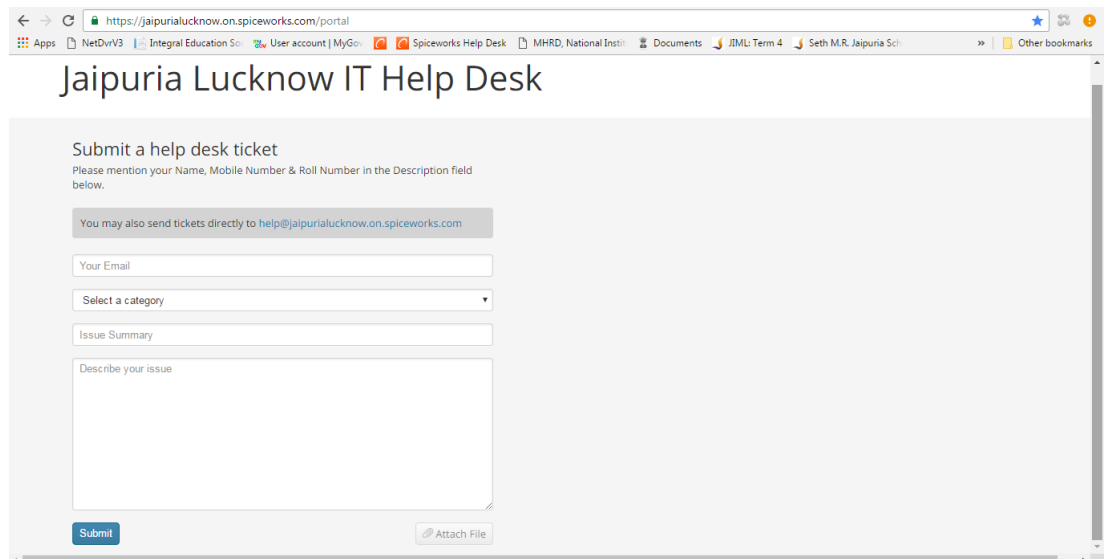 https://jaipurialucknow.on.spiceworks.com/portal
Apps NetDvrV3 Integral Education So User account | MyGov Spiceworks Help Desk MHRD, National Instit Documents JIML: Term 4 Seth M.R. Jaipuria Sch » Other bookmarks
Jaipuria Lucknow IT Help Desk
Submit a help desk ticket
Please mention your Name, Mobile Number & Roll Number in the Description field
below.
You may also send tickets directly to help@jaipurialucknow.on.spiceworks.com
Your Email
Select a category
Issue Summary
Describe your issue
Submit Attach File